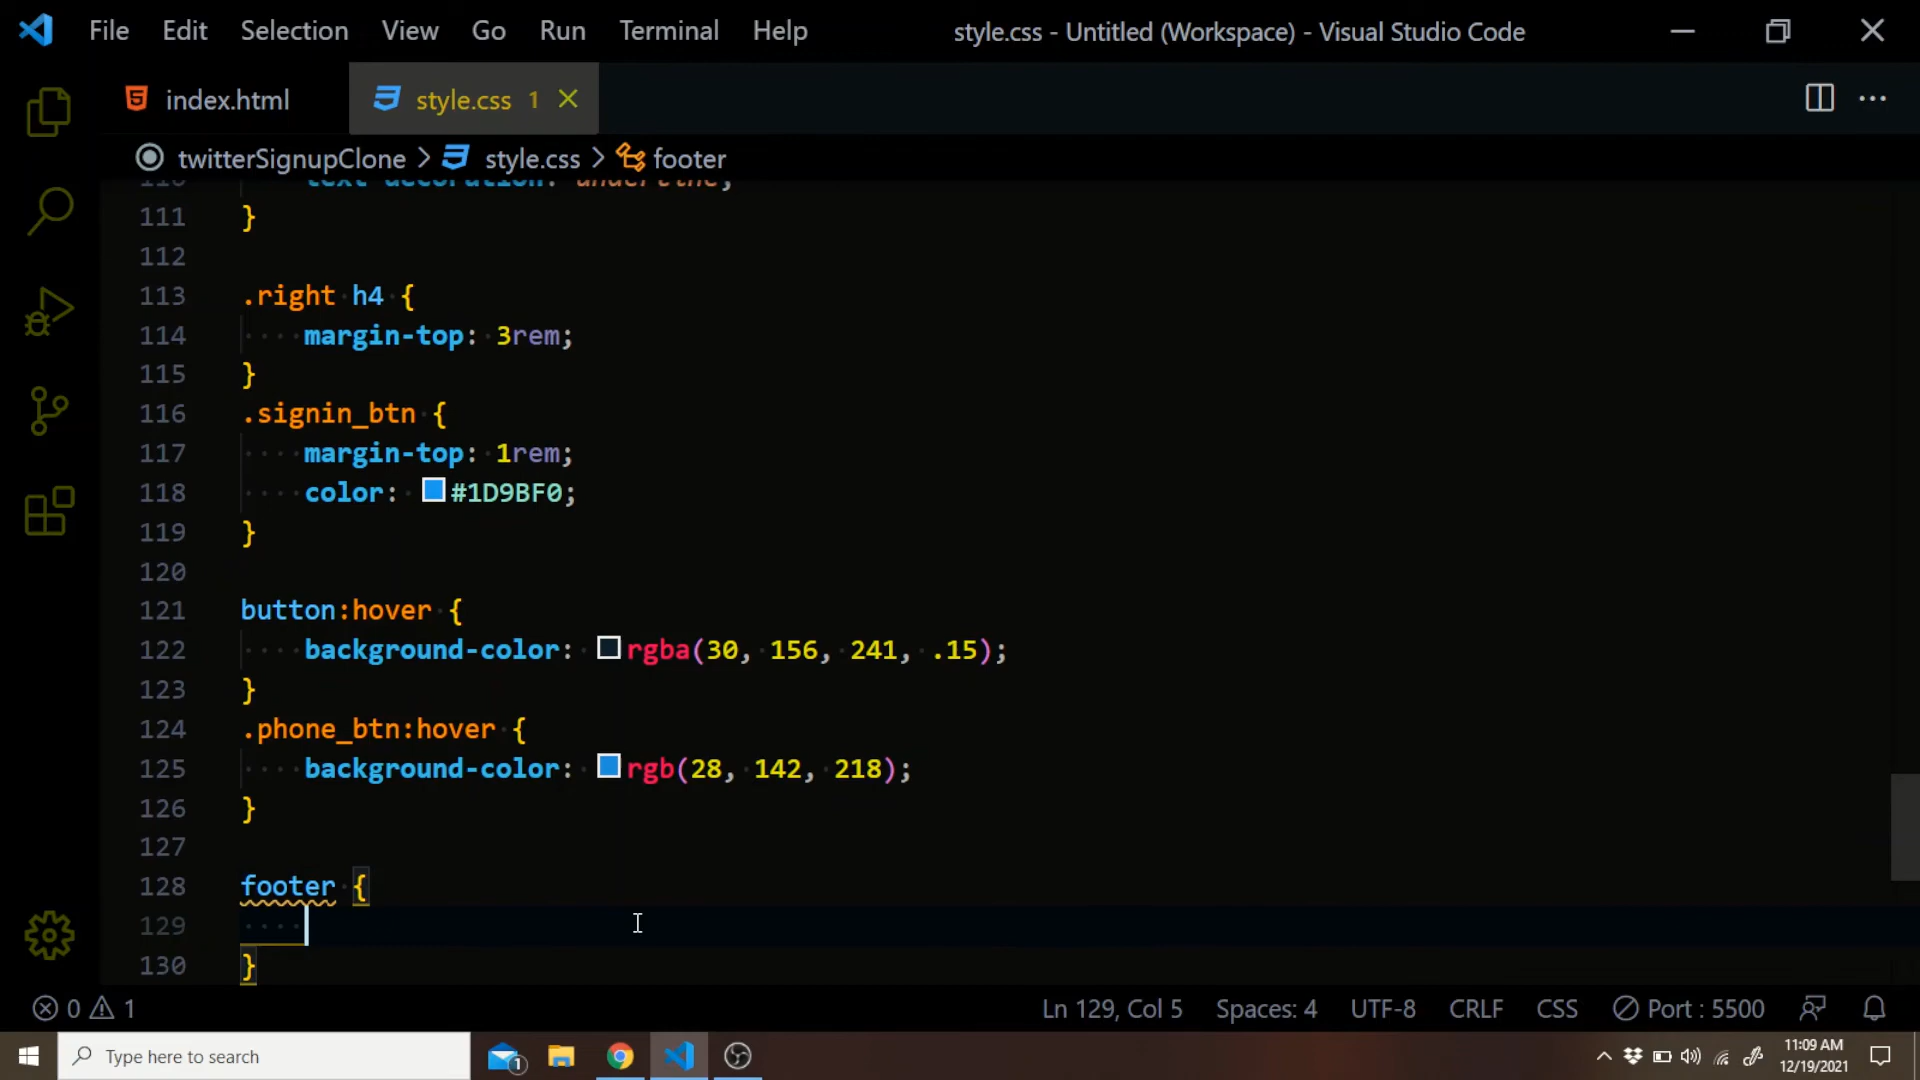 File Edit Selection View Go Run Terminal Help style.css - Untitled (Workspace) - Visual Studio Code
index.html style.css 1
twitterSignupClone > style.css > footer
110 text-decoration: underline;
111 }
112
113 .right h4 {
114 margin-top: 3rem;
115 }
116 .signin_btn {
117 margin-top: 1rem;
118 color: #1D9BF0;
119 }
120
121 button:hover {
122 background-color: rgba(30, 156, 241, .15);
123 }
124 .phone_btn:hover {
125 background-color: rgb(28, 142, 218);
126 }
127
128 footer {
129
130 }
0 1 Ln 129, Col 5 Spaces: 4 UTF-8 CRLF CSS Port : 5500
Type here to search 1 11:09 AM
12/19/2021